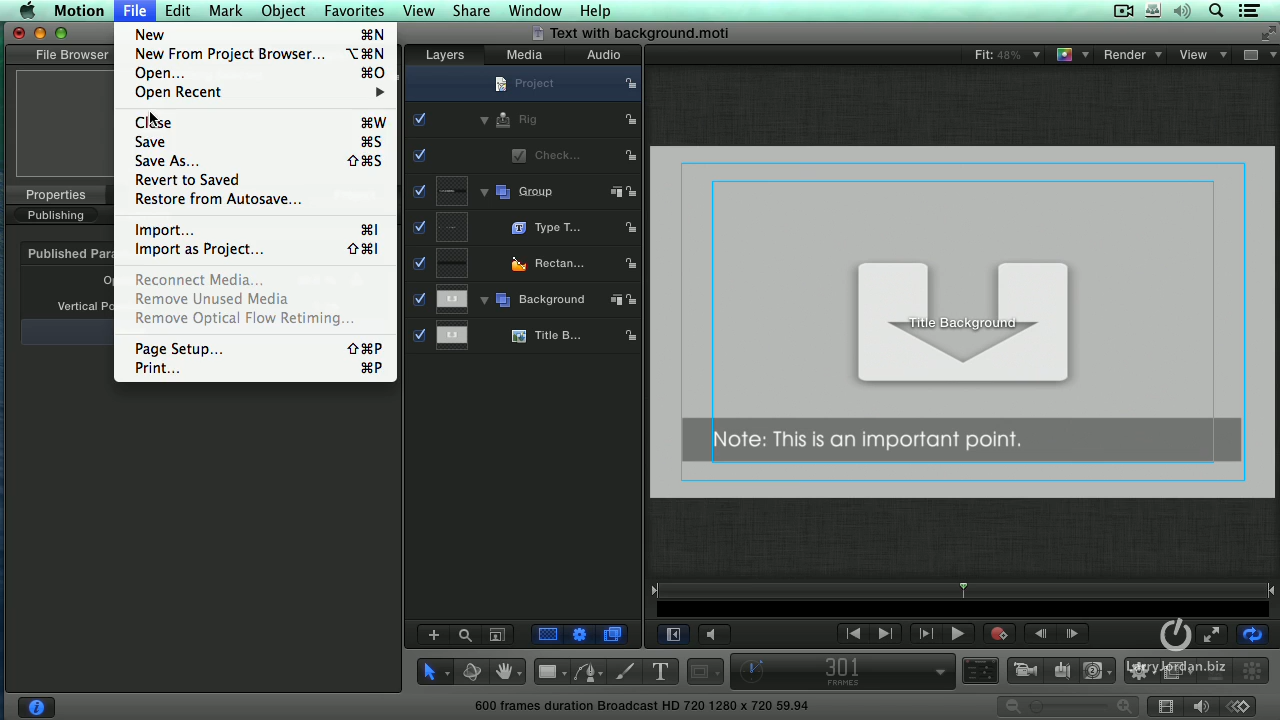 Motion File Edit Mark Object Favorites View Share Window Help
Text with background.moti
File Browser
New ⌘N
New From Project Browser... ⌥⌘N
Open... ⌘O
Open Recent
Close ⌘W
Save ⌘S
Save As... ⇧⌘S
Revert to Saved
Restore from Autosave...
Import... ⌘I
Import as Project... ⇧⌘I
Reconnect Media...
Remove Unused Media
Remove Optical Flow Retiming...
Page Setup... ⇧⌘P
Print... ⌘P
Properties
Publishing
Published Para
Op
Vertical Po
Layers Media Audio
Project
Rig
Check...
Group
Type T...
Rectan...
Background
Title B...
Fit: 48% Render View
Title Background
Note: This is an important point.
T
301
FRAMES
LarryJordan.biz
600 frames duration Broadcast HD 720 1280 x 720 59.94